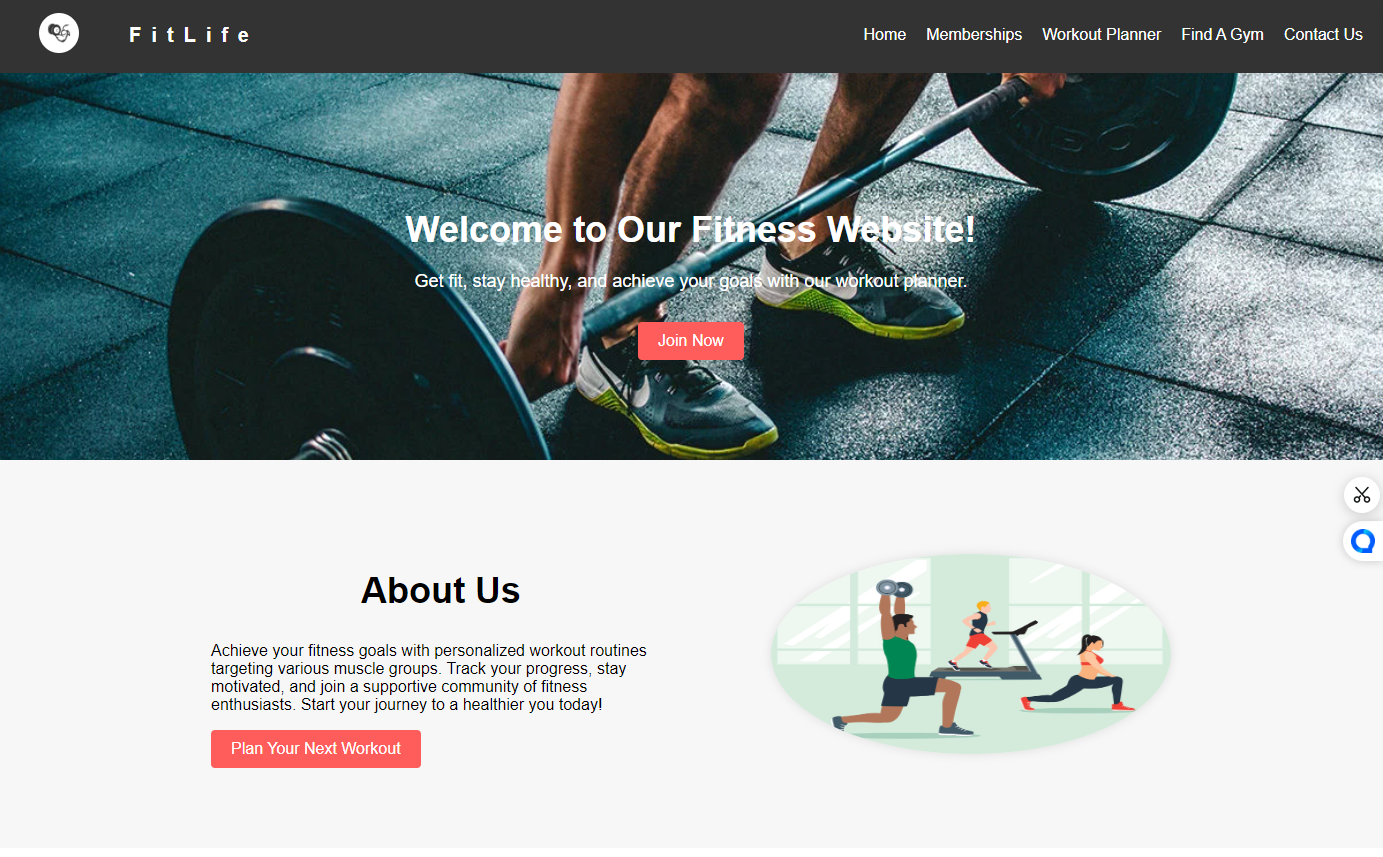 FitLife
Home Memberships Workout Planner Find A Gym Contact Us
Welcome to Our Fitness Website!
Get fit, stay healthy, and achieve your goals with our workout planner.
Join Now
About Us
Achieve your fitness goals with personalized workout routines
targeting various muscle groups. Track your progress, stay
motivated, and join a supportive community of fitness
enthusiasts. Start your journey to a healthier you today!
Plan Your Next Workout